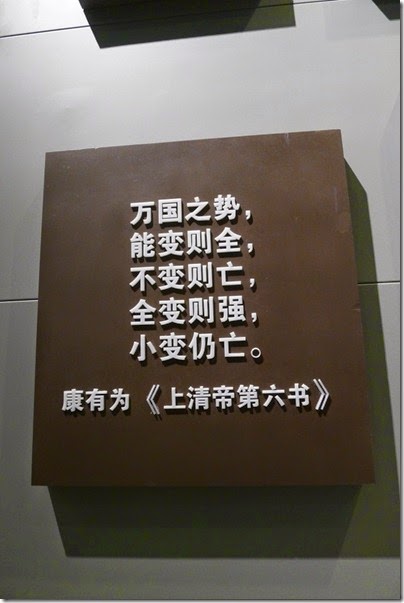 万国之势，
能变则全，
不变则亡，
全变则强，
小变仍亡。
康有为《上清帝第六书》